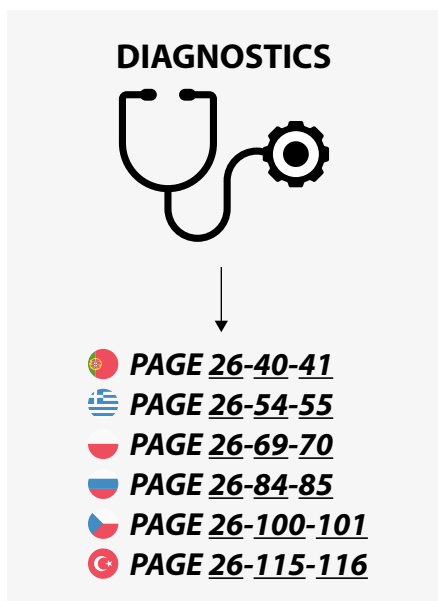 DIAGNOSTICS
PAGE 26-40-41
PAGE 26-54-55
PAGE 26-69-70
PAGE 26-84-85
PAGE 26-100-101
PAGE 26-115-116